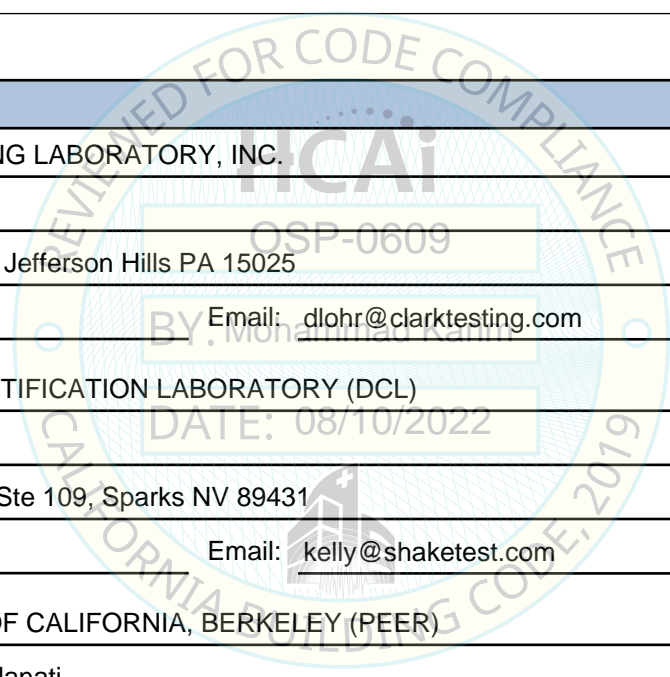 REVIEWED FOR CODE COMPLIANCE
HCAi
NG LABORATORY, INC.
OSP-0609
Jefferson Hills PA 15025
Email: dlohr@clarktesting.com
BY: Mohammad Karim
TIFICATION LABORATORY (DCL)
DATE: 08/10/2022
Ste 109, Sparks NV 89431
Email: kelly@shaketest.com
OF CALIFORNIA, BERKELEY (PEER)
CALIFORNIA BUILDING CODE, 2019